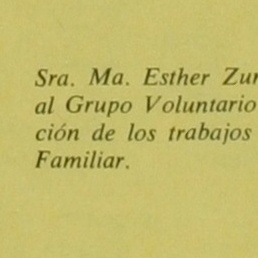 Sra. Ma. Esther Zur
al Grupo Voluntario
ción de los trabajos
Familiar.